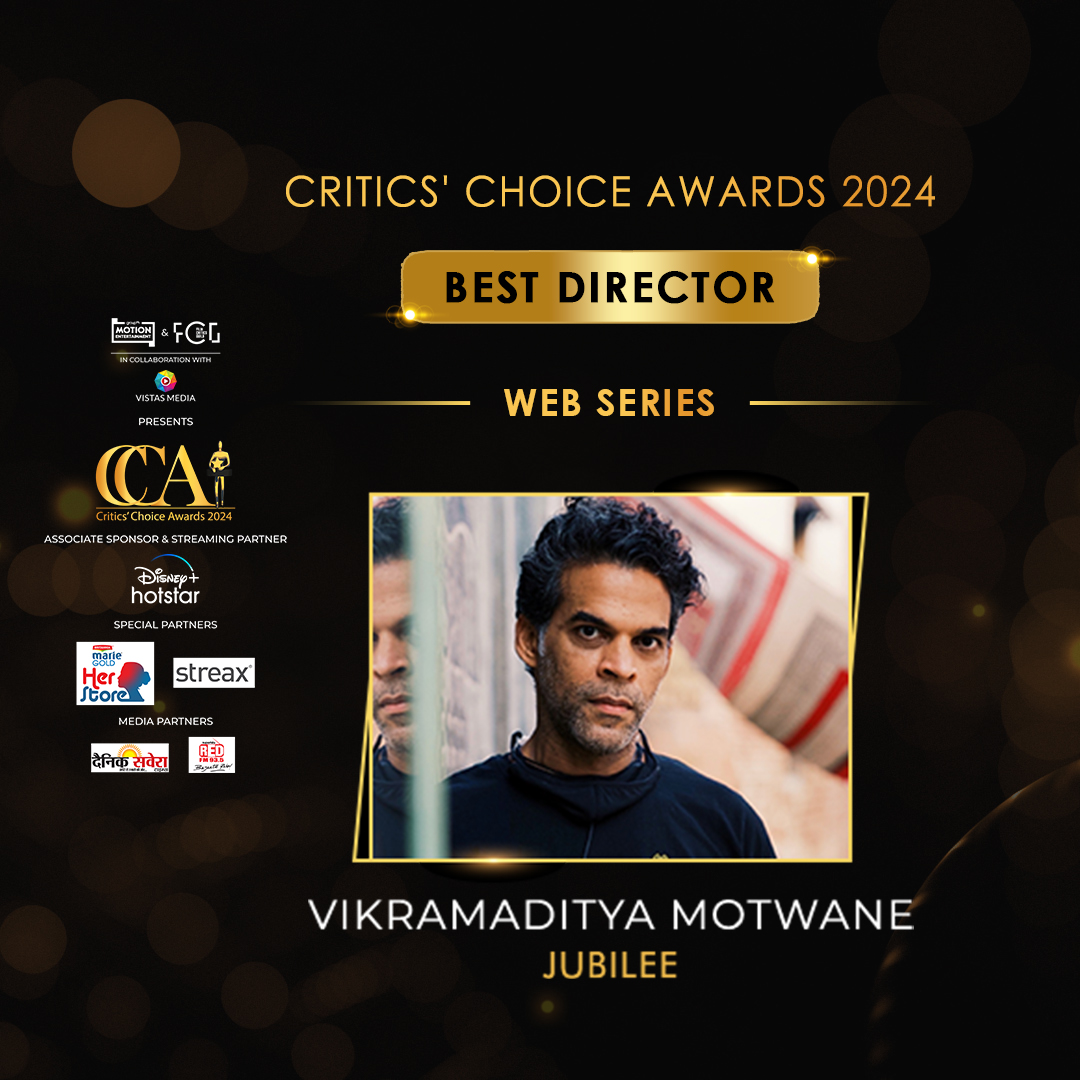 CRITICS' CHOICE AWARDS 2024
BEST DIRECTOR
WEB SERIES
MOTION
ENTERTAINMENT
&
FCG
IN COLLABORATION WITH
VISTAS MEDIA
PRESENTS
CCA
Critics' Choice Awards 2024
ASSOCIATE SPONSOR & STREAMING PARTNER
Disney+
hotstar
SPECIAL PARTNERS
marie
GOLD
Her
Store
streax
MEDIA PARTNERS
दैनिक सवेरा
RED
FM 93.5
VIKRAMADITYA MOTWANE
JUBILEE